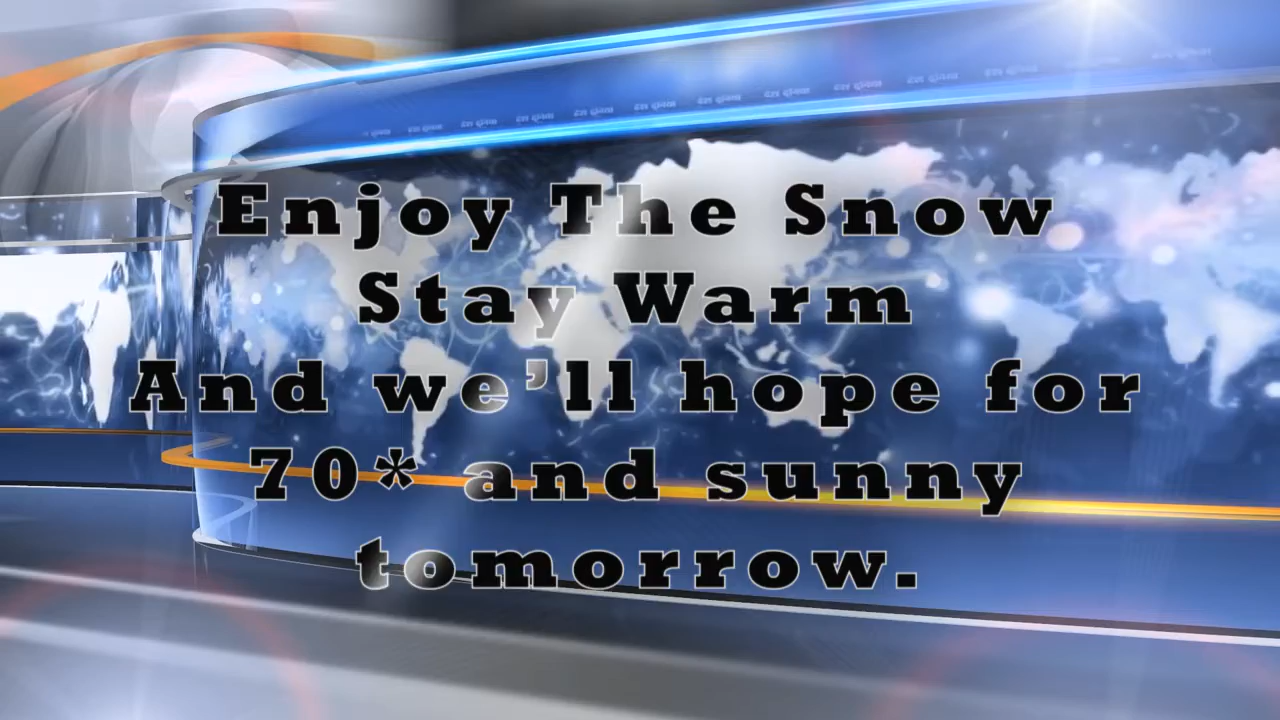 Enjoy The Snow
Stay Warm
And we’ll hope for
70* and sunny
tomorrow.